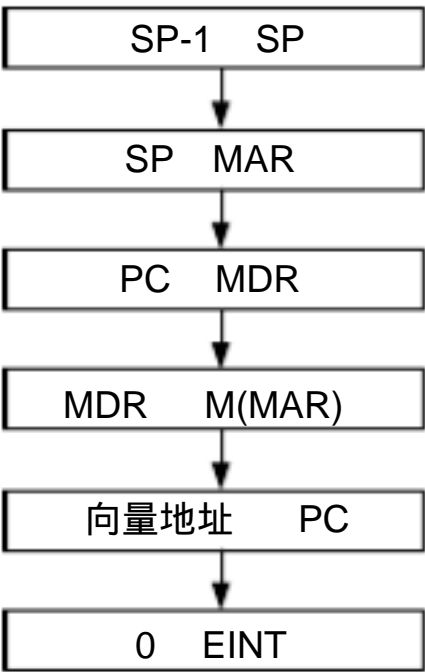 SP-1 SP
SP MAR
PC MDR
MDR M(MAR)
向量地址 PC
0 EINT